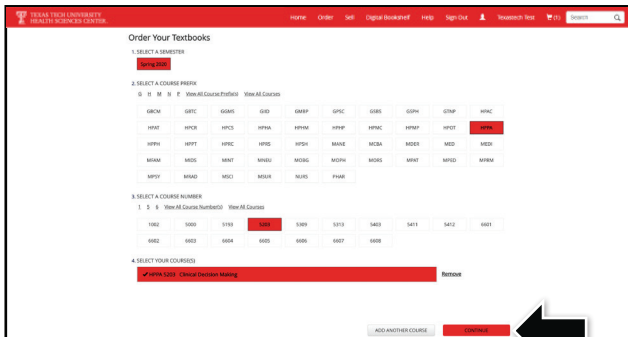 TEXAS TECH UNIVERSITY
HEALTH SCIENCES CENTER.
Home Order Sell Digital Bookshelf Help Sign Out Texastech Test (1) Search
Order Your Textbooks
1. SELECT A SEMESTER
Spring 2020
2. SELECT A COURSE PREFIX
G H M N P View All Course Prefix(s) View All Courses
GBCM GBTC GGMS GIID GMRP GPSC GSBS GSPH GTNP HPAC
HPAT HPCR HPCS HPHA HPHM HPHP HPMC HPMP HPOT HPPA
HPPH HPPT HPRC HPRS HPSH MANE MCBA MDER MED MEDI
MFAM MIDS MINT MNEU MOBG MOPH MORS MPAT MPED MPRM
MPSY MRAD MSCI MSUR NURS PHAR
3. SELECT A COURSE NUMBER
1 5 6 View All Course Number(s) View All Courses
1002 5000 5193 5203 5309 5313 5403 5411 5412 6601
6602 6603 6604 6605 6606 6607 6608
4. SELECT YOUR COURSE(S)
✔ HPPA 5203: Clinical Decision Making Remove
ADD ANOTHER COURSE CONTINUE